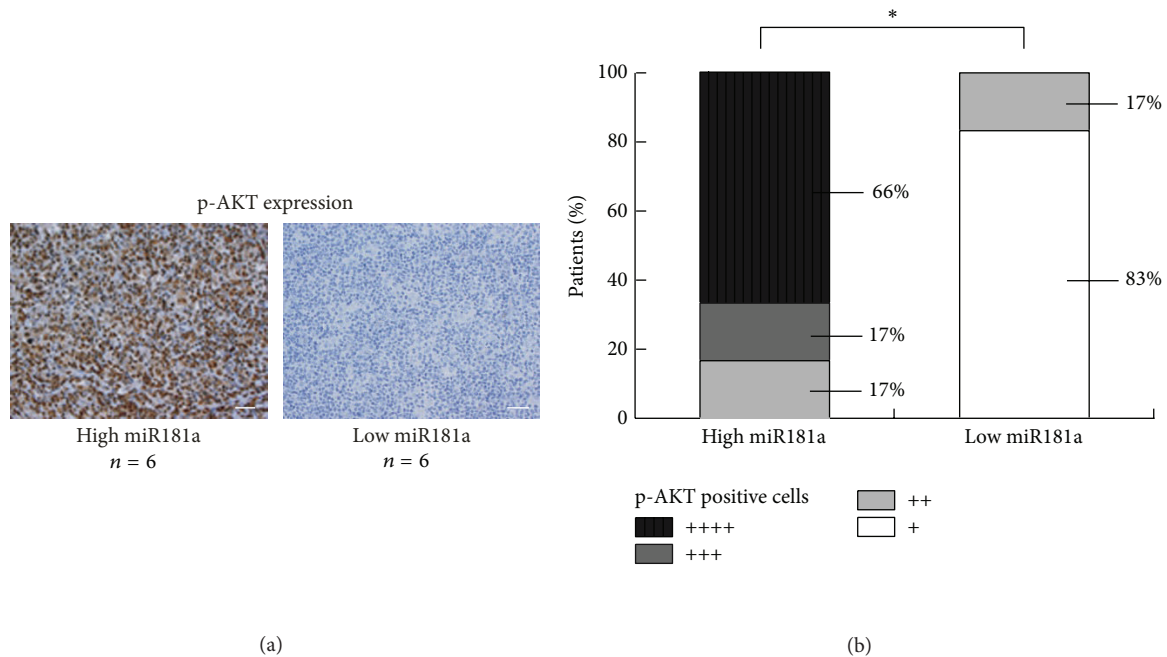 p-AKT expression
High miR181a
n = 6
Low miR181a
n = 6
(a)
*
Patients (%)
100
80
60
40
20
0
66%
17%
17%
17%
83%
High miR181a
Low miR181a
p-AKT positive cells
++++
+++
++
+
(b)